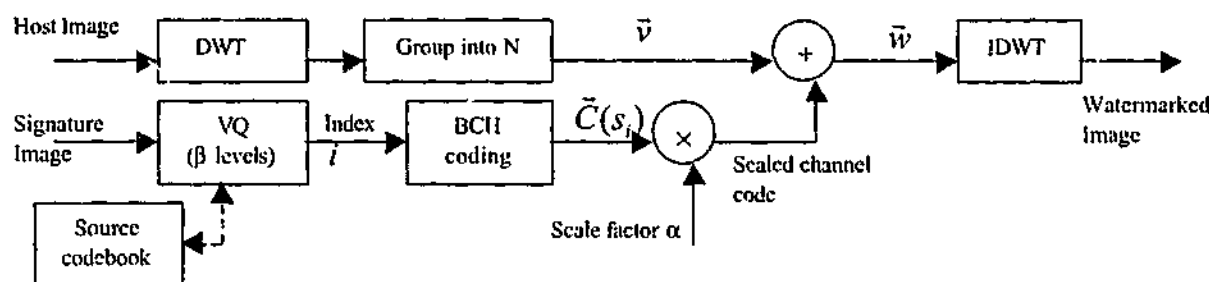 Host Image
DWT
Group into N
v⃗
+
w⃗
IDWT
Watermarked
Image
Signature
Image
VQ
(β levels)
Index
i
BCH
coding
C̃(sᵢ)
×
Scaled channel
code
Scale factor α
Source
codebook